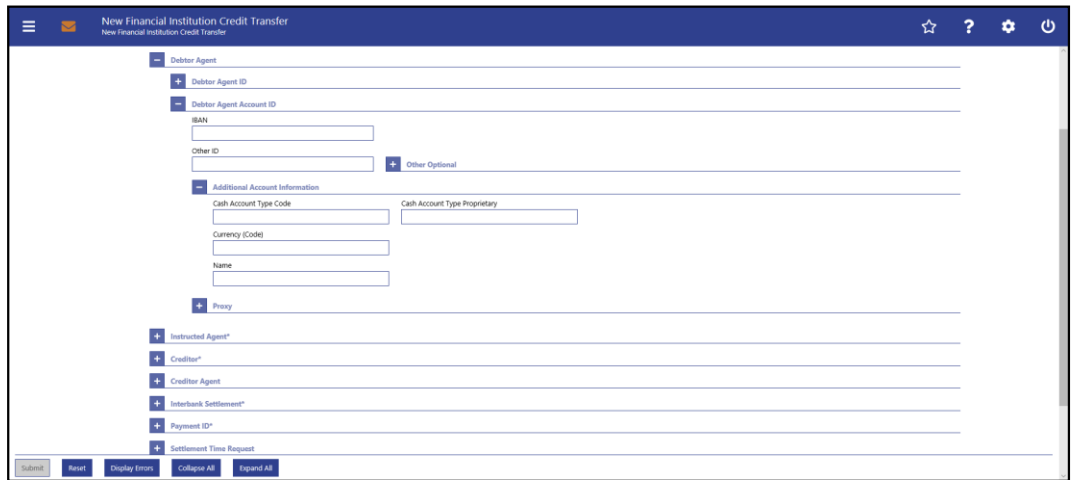 New Financial Institution Credit Transfer
New Financial Institution Credit Transfer
Debtor Agent
Debtor Agent ID
Debtor Agent Account ID
IBAN
Other ID
Other Optional
Additional Account Information
Cash Account Type Code Cash Account Type Proprietary
Currency (Code)
Name
Proxy
Instructed Agent*
Creditor*
Creditor Agent
Interbank Settlement*
Payment ID*
Settlement Time Request
Submit Reset Display Errors Collapse All Expand All